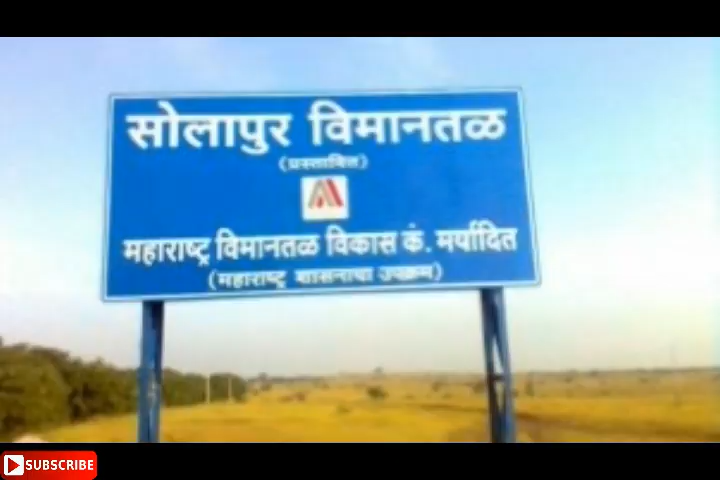 सोलापुर विमानतळ
(प्रस्तावित)
महाराष्ट्र विमानतळ विकास कं. मर्यादित
(महाराष्ट्र शासनाचा उपक्रम)
SUBSCRIBE